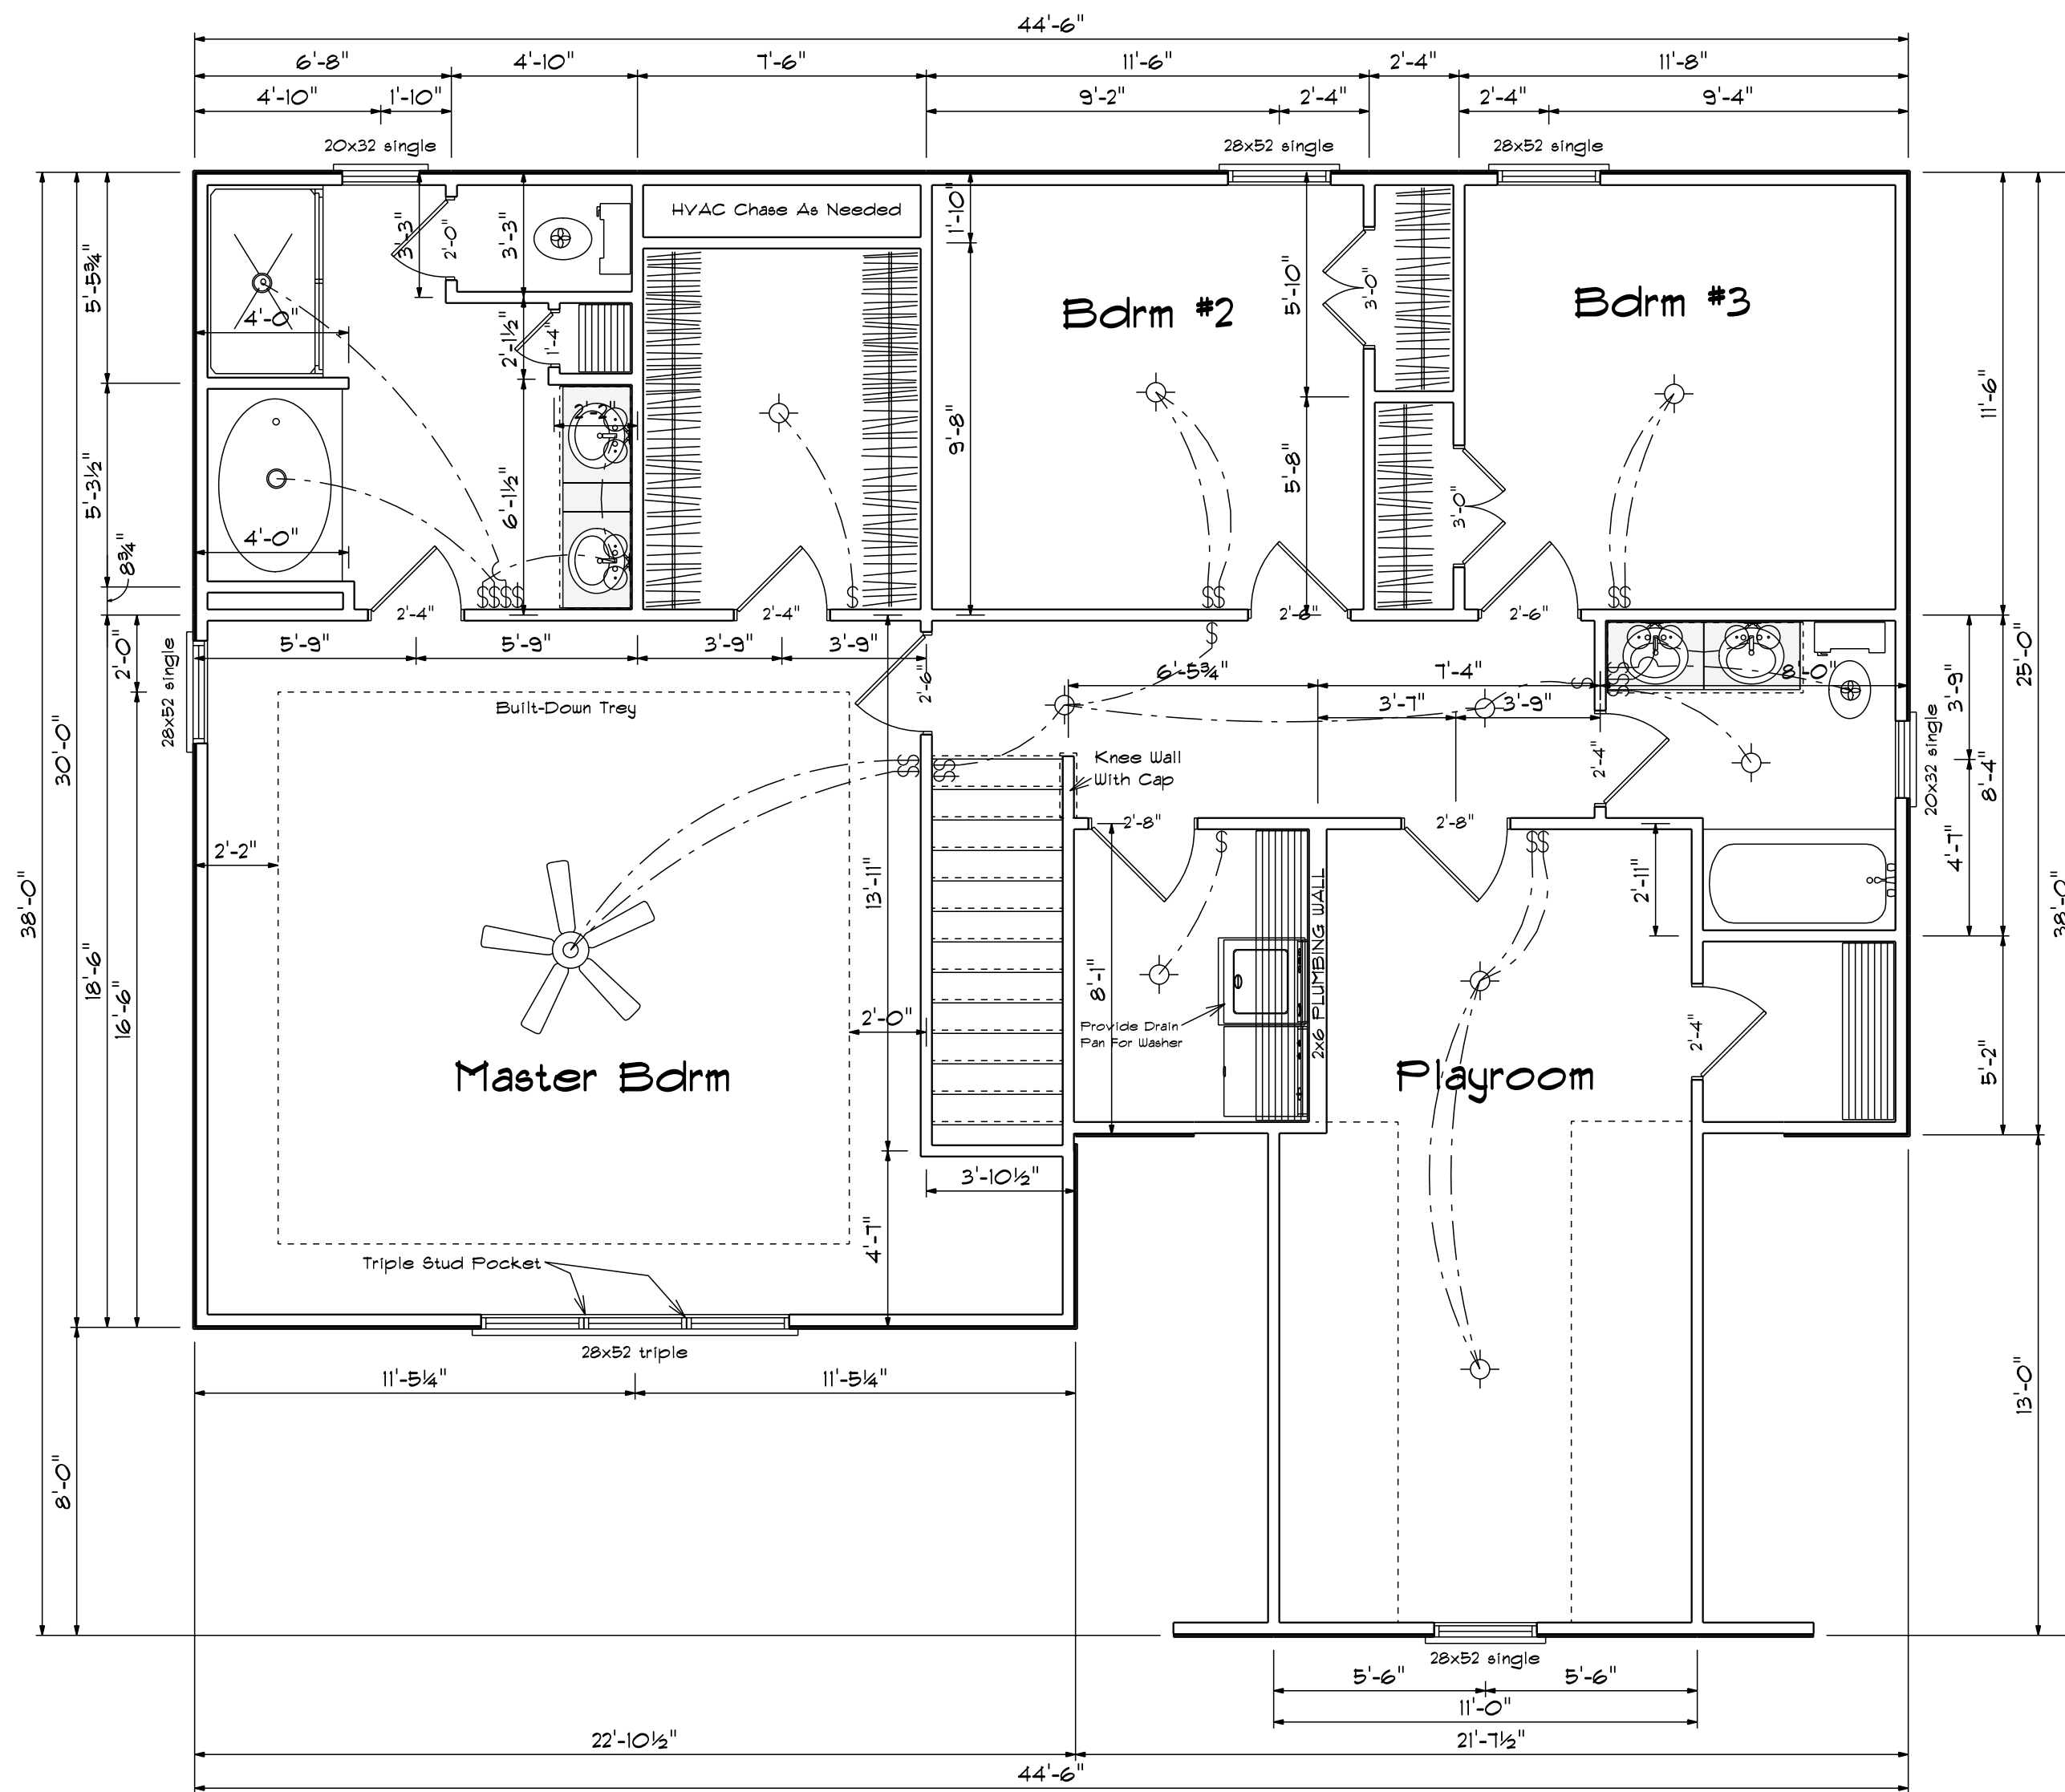 44'-6"
6'-8" 4'-10" 7'-6" 11'-6" 2'-4" 11'-8"
4'-10" 1'-10" 9'-2" 2'-4" 2'-4" 9'-4"
20x32 single 28x52 single 28x52 single
HVAC Chase As Needed
3'-3" 2'-0" 3'-3" 1'-10"
5'-5¾"
4'-0"
2'-1½" 1'-4"
5'-10" 3'-0"
Bdrm #2
Bdrm #3
11'-6"
2'-2"
9'-8"
5'-3½"
6'-1½"
5'-8" 3'-0"
4'-0"
8¾"
$$$$ $ $$ $$
2'-4" 2'-4" 2'-6" 2'-6"
5'-9" 5'-9" 3'-9" 3'-9"
$
28x52 single
2'-0"
2'-6"
6'-5¾" 7'-4" 8'-0"
3'-7" 3'-9"
$ $$$
25'-0"
3'-9"
Built-Down Trey
30'-0"
Knee Wall
With Cap
2'-4"
20x32 single
8'-4"
$$ $$
2'-8" 2'-8"
$ $$
2'-2"
38'-0"
18'-6"
16'-6"
13'-11"
2'-11"
4'-7"
38'-0"
8'-1"
2x6 PLUMBING WALL
2'-0"
Provide Drain
Pan For Washer
2'-4"
5'-2"
Master Bdrm
Playroom
3'-10½"
4'-7"
Triple Stud Pocket
28x52 triple
11'-5¼" 11'-5¼"
13'-0"
8'-0"
28x52 single
5'-6" 5'-6"
11'-0"
22'-10½" 21'-7½"
44'-6"